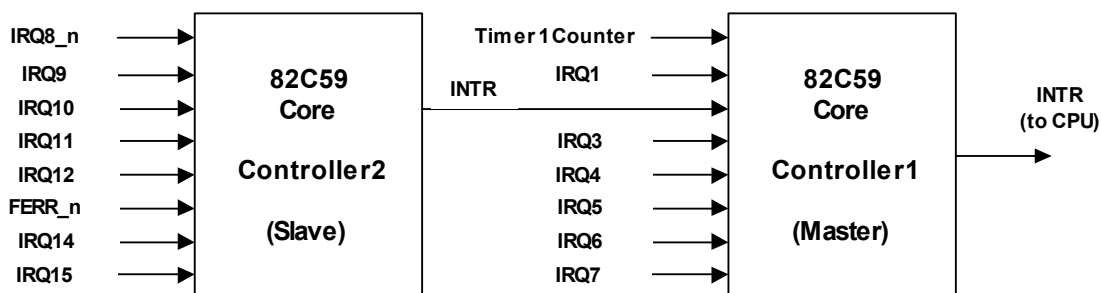 IRQ8_n
IRQ9
IRQ10
IRQ11
IRQ12
FERR_n
IRQ14
IRQ15
82C59
Core
Controller2
(Slave)
INTR
Timer1Counter
IRQ1
IRQ3
IRQ4
IRQ5
IRQ6
IRQ7
82C59
Core
Controller1
(Master)
INTR
(to CPU)